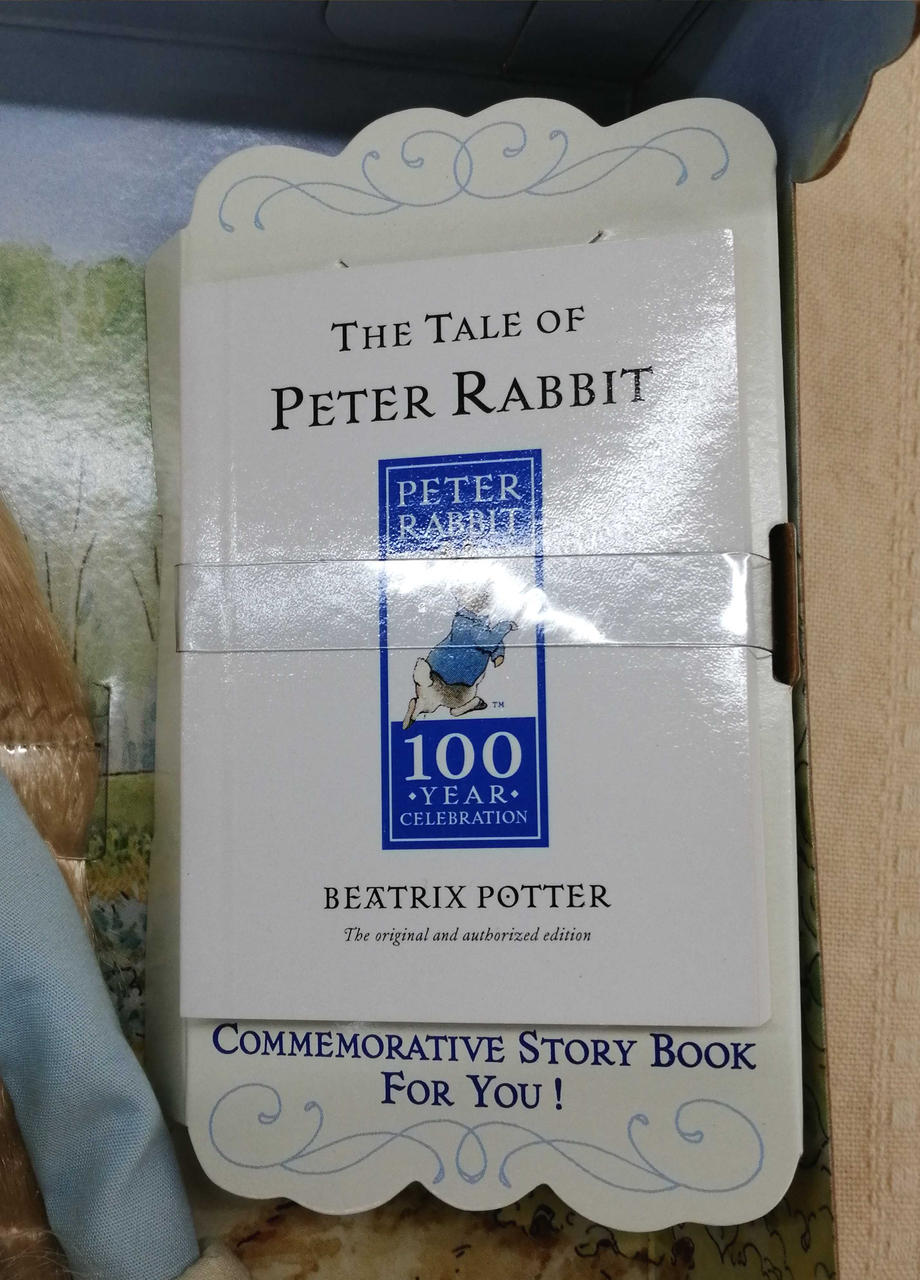 THE TALE OF
PETER RABBIT
PETER
RABBIT
TM
100
•YEAR•
CELEBRATION
BEATRIX POTTER
The original and authorized edition
COMMEMORATIVE STORY BOOK
FOR YOU !